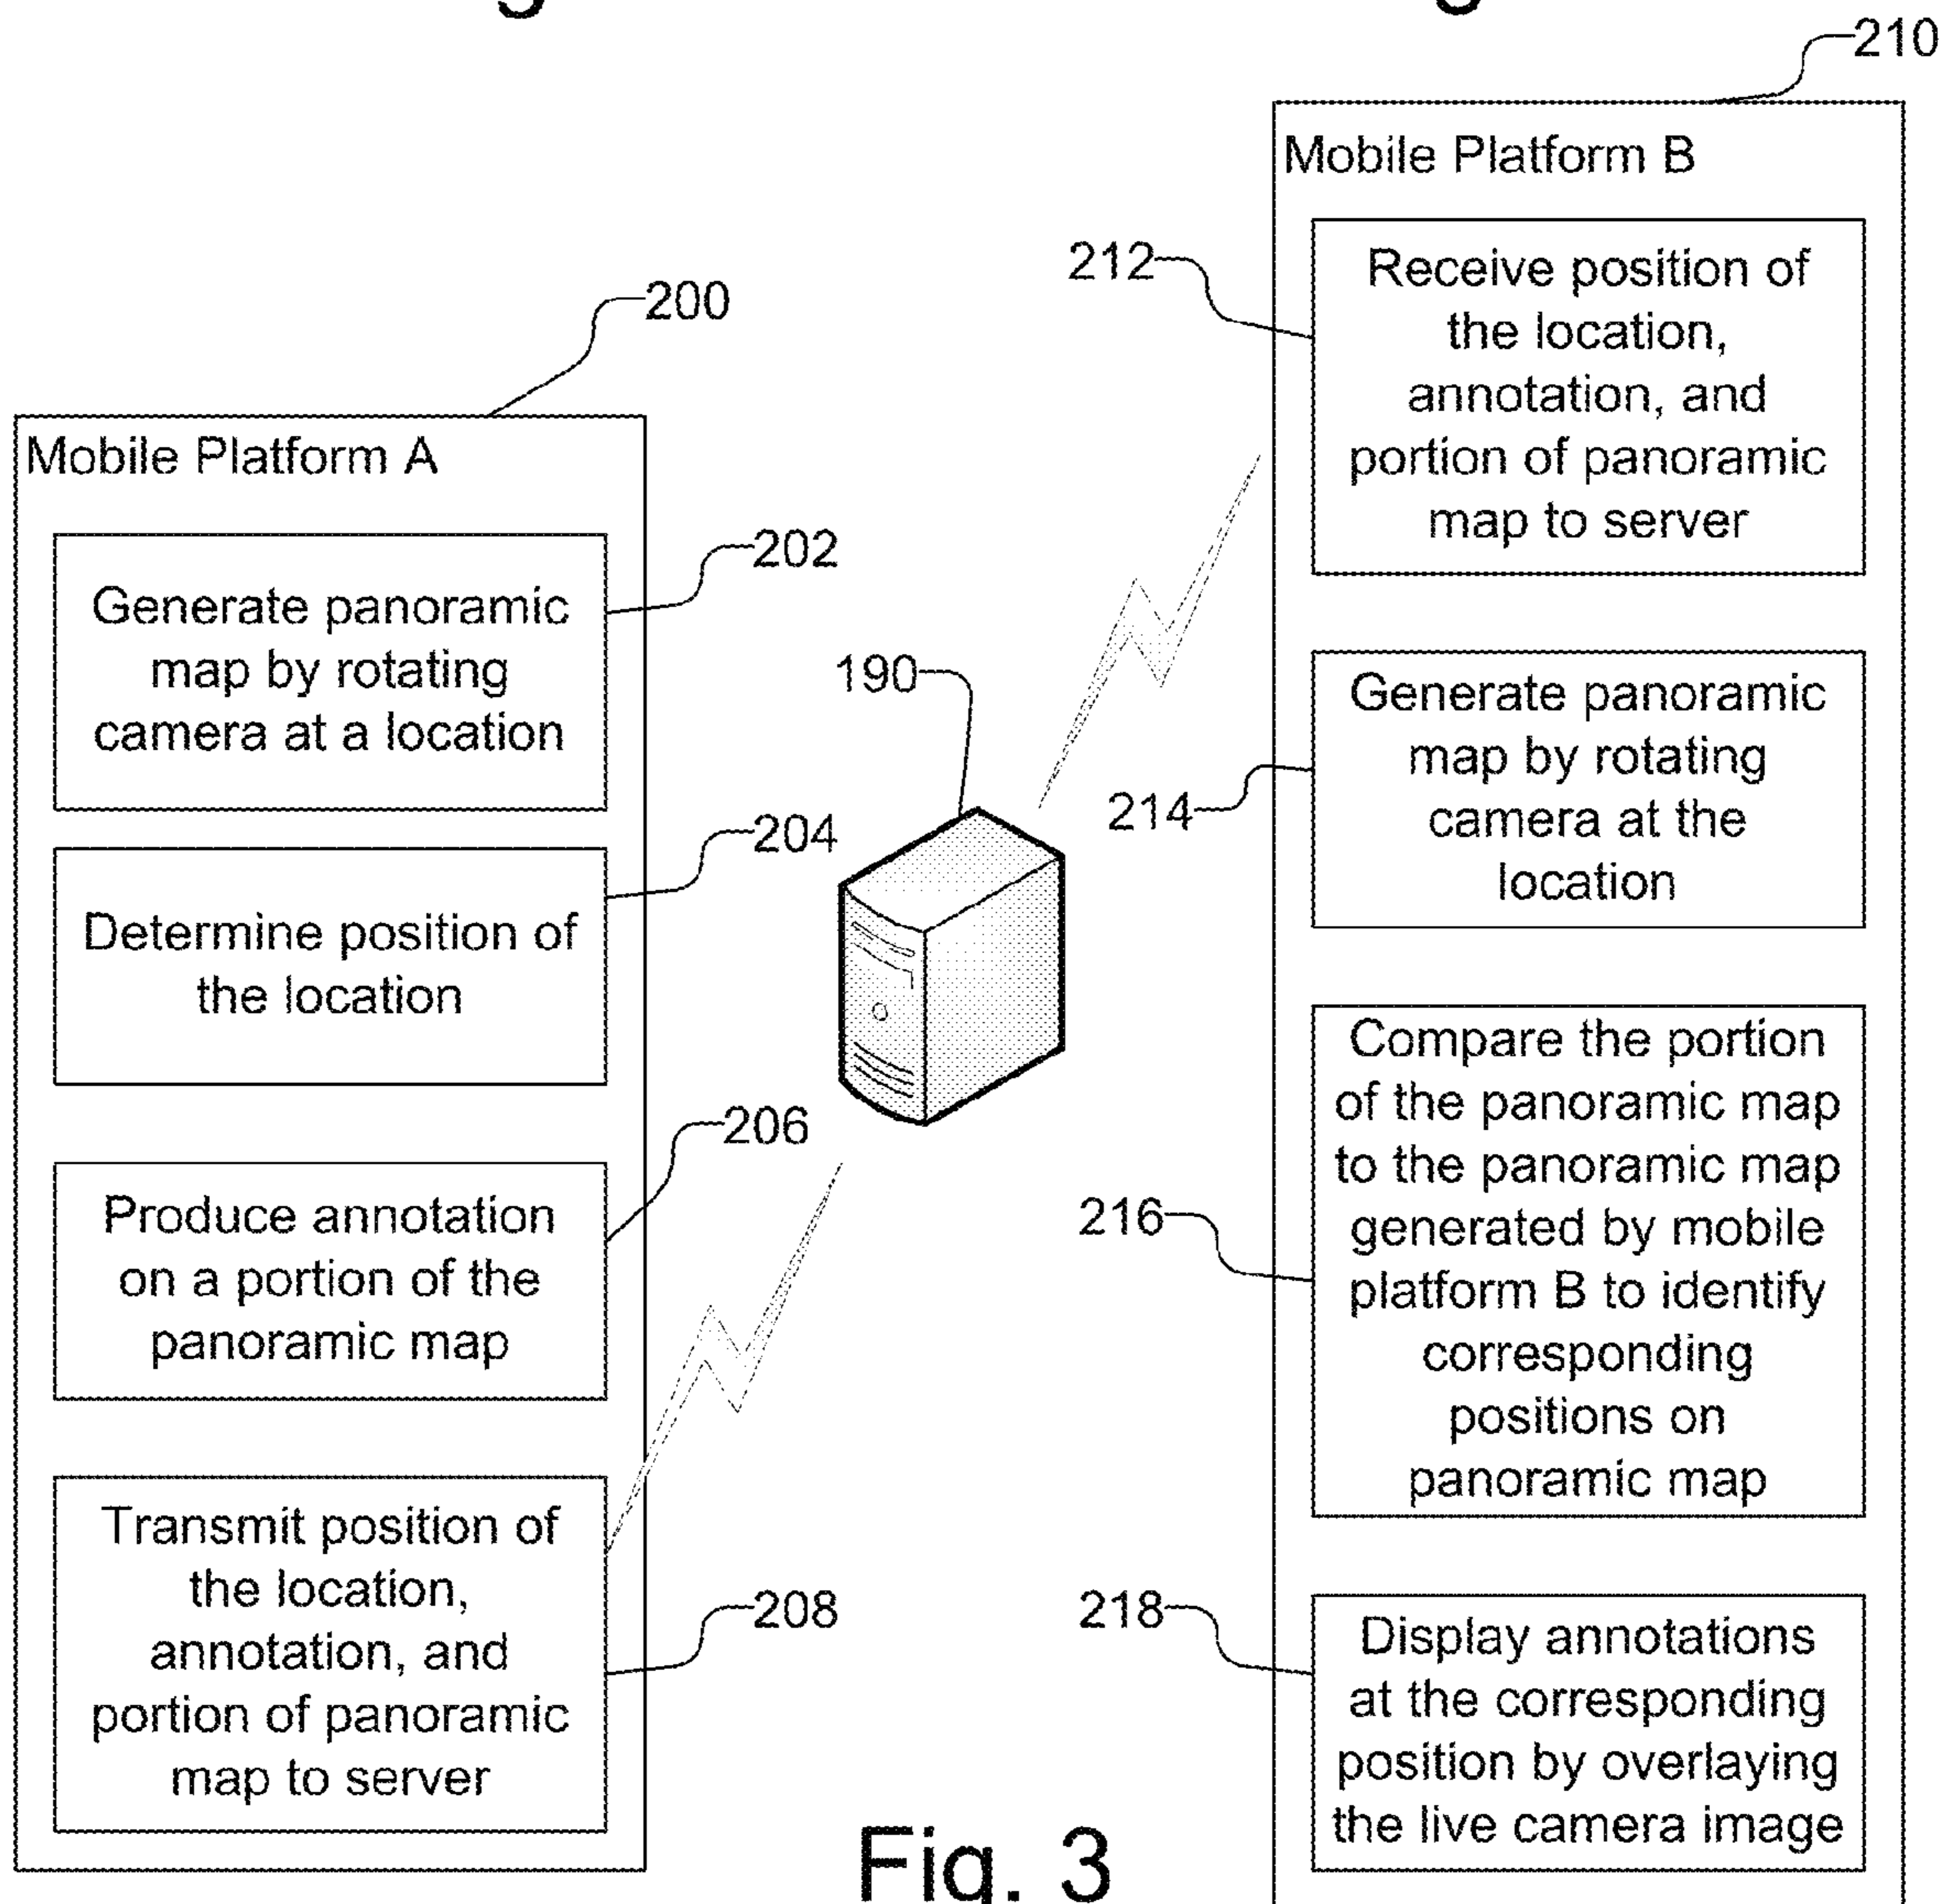 200
Mobile Platform A
202
Generate panoramic
map by rotating
camera at a location
204
Determine position of
the location
206
Produce annotation
on a portion of the
panoramic map
208
Transmit position of
the location,
annotation, and
portion of panoramic
map to server
190
210
Mobile Platform B
212
Receive position of
the location,
annotation, and
portion of panoramic
map to server
214
Generate panoramic
map by rotating
camera at the
location
216
Compare the portion
of the panoramic map
to the panoramic map
generated by mobile
platform B to identify
corresponding
positions on
panoramic map
218
Display annotations
at the corresponding
position by overlaying
the live camera image
Fig. 3